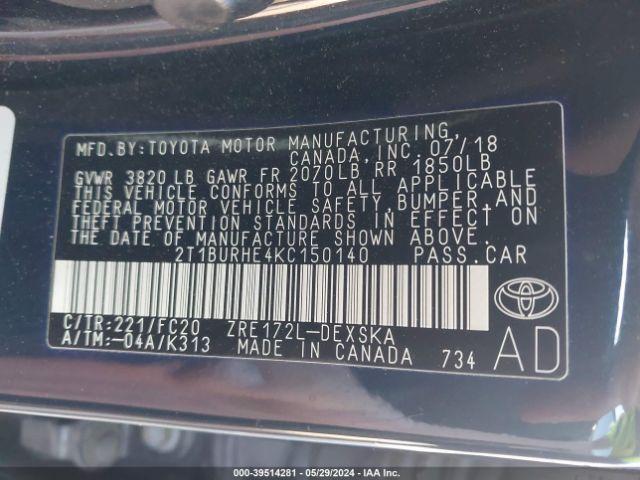 MFD.BY:TOYOTA MOTOR MANUFACTURING,
CANADA, INC. 07/18
GVWR 3820 LB GAWR FR 2070LB RR 1850LB
THIS VEHICLE CONFORMS TO ALL APPLICABLE
FEDERAL MOTOR VEHICLE SAFETY, BUMPER, AND
THEFT PREVENTION STANDARDS IN EFFECT ON
THE DATE OF MANUFACTURE SHOWN ABOVE.
2T1BURHE4KC150140 PASS.CAR
C/TR:221/FC20 ZRE172L-DEXSKA
A/TM:-04A/K313 MADE IN CANADA 734
AD
000-39514281 - 05/29/2024 - IAA Inc.